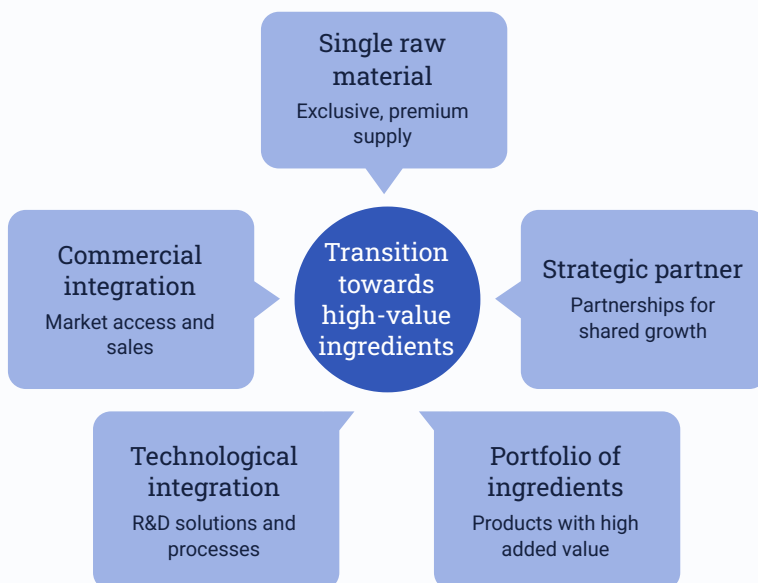 Single raw
material
Exclusive, premium
supply
Commercial
integration
Market access and
sales
Transition
towards
high-value
ingredients
Strategic partner
Partnerships for
shared growth
Technological
integration
R&D solutions and
processes
Portfolio of
ingredients
Products with high
added value